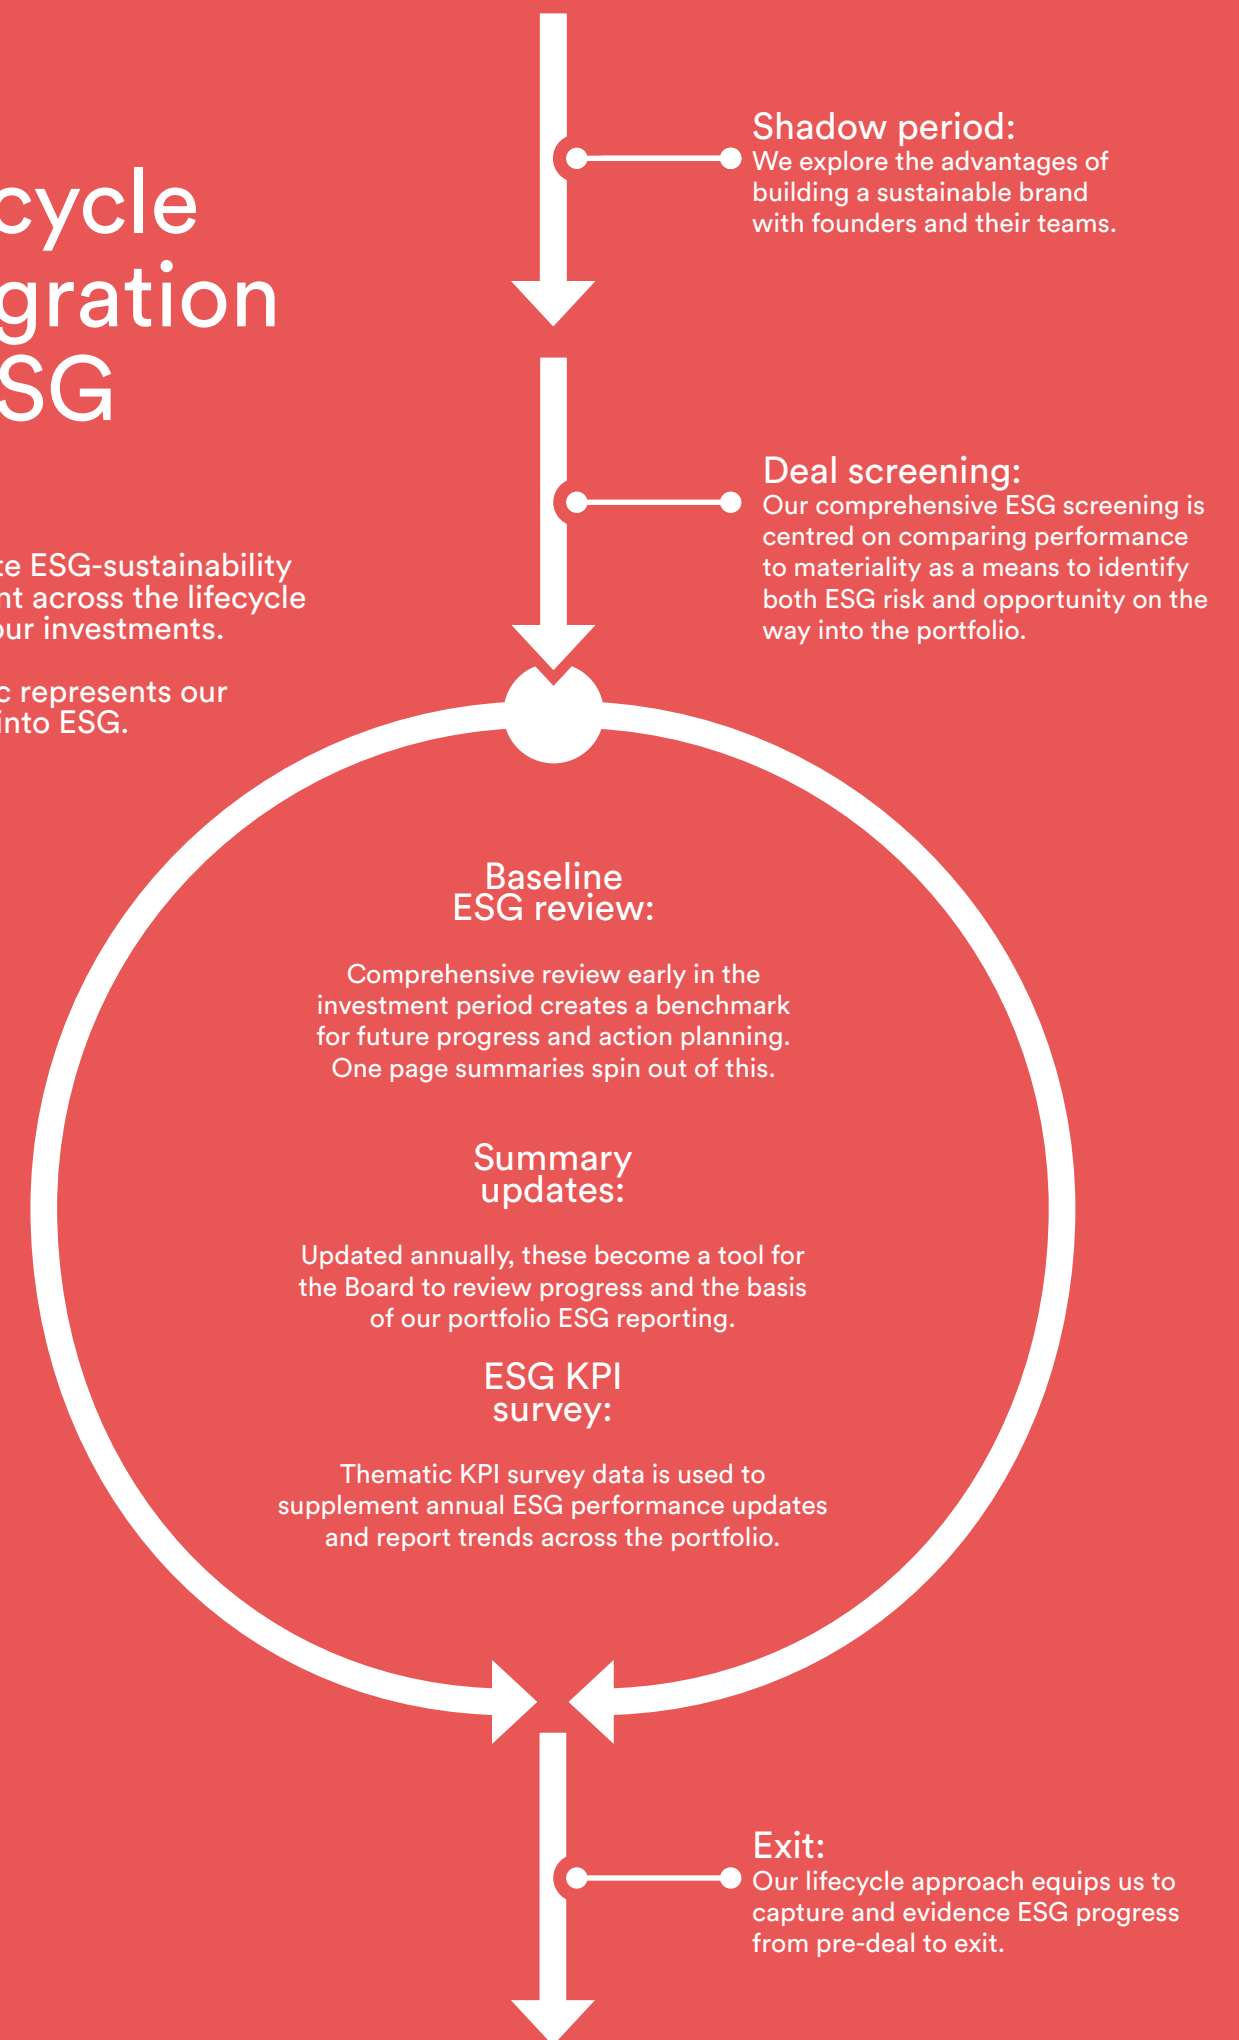 cycle
gration
SG
te ESG-sustainability
nt across the lifecycle
our investments.
c represents our
into ESG.
Shadow period:
We explore the advantages of
building a sustainable brand
with founders and their teams.
Deal screening:
Our comprehensive ESG screening is
centred on comparing performance
to materiality as a means to identify
both ESG risk and opportunity on the
way into the portfolio.
Baseline
ESG review:
Comprehensive review early in the
investment period creates a benchmark
for future progress and action planning.
One page summaries spin out of this.
Summary
updates:
Updated annually, these become a tool for
the Board to review progress and the basis
of our portfolio ESG reporting.
ESG KPI
survey:
Thematic KPI survey data is used to
supplement annual ESG performance updates
and report trends across the portfolio.
Exit:
Our lifecycle approach equips us to
capture and evidence ESG progress
from pre-deal to exit.